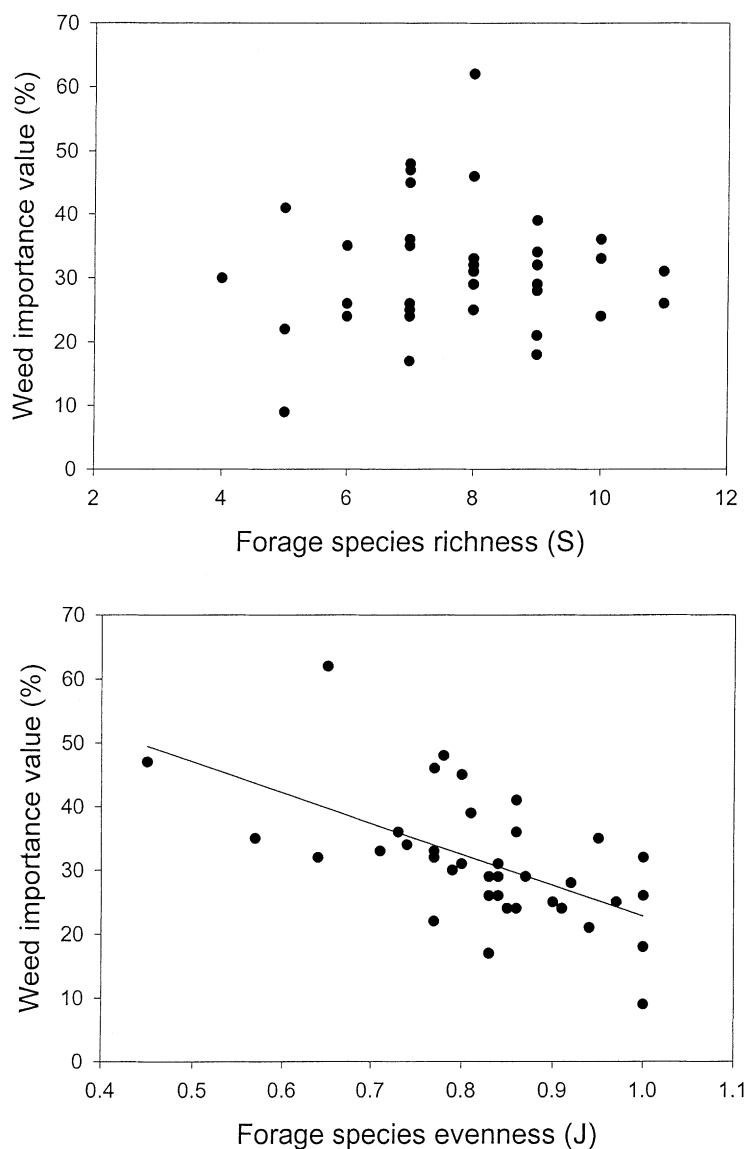 70
60
50
40
30
20
10
0
Weed importance value (%)
2 4 6 8 10 12
Forage species richness (S)
70
60
50
40
30
20
10
0
Weed importance value (%)
0.4 0.5 0.6 0.7 0.8 0.9 1.0 1.1
Forage species evenness (J)